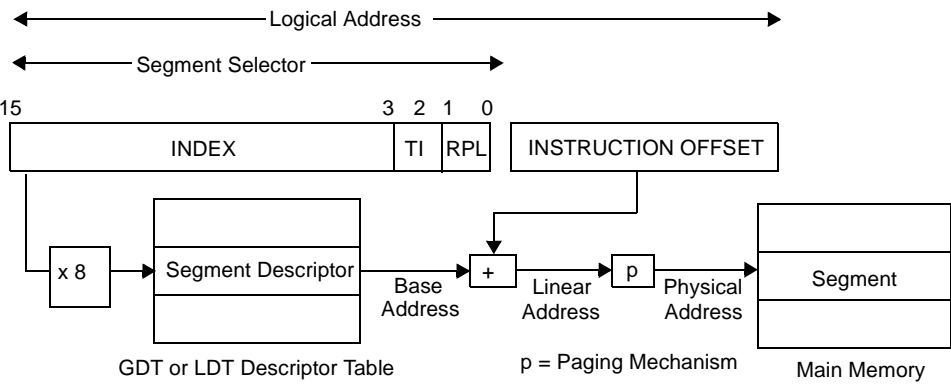 Logical Address
Segment Selector
15 3 2 1 0
INDEX TI RPL INSTRUCTION OFFSET
x 8
Segment Descriptor
+
p
Segment
Base
Address
Linear
Address
Physical
Address
GDT or LDT Descriptor Table
p = Paging Mechanism
Main Memory